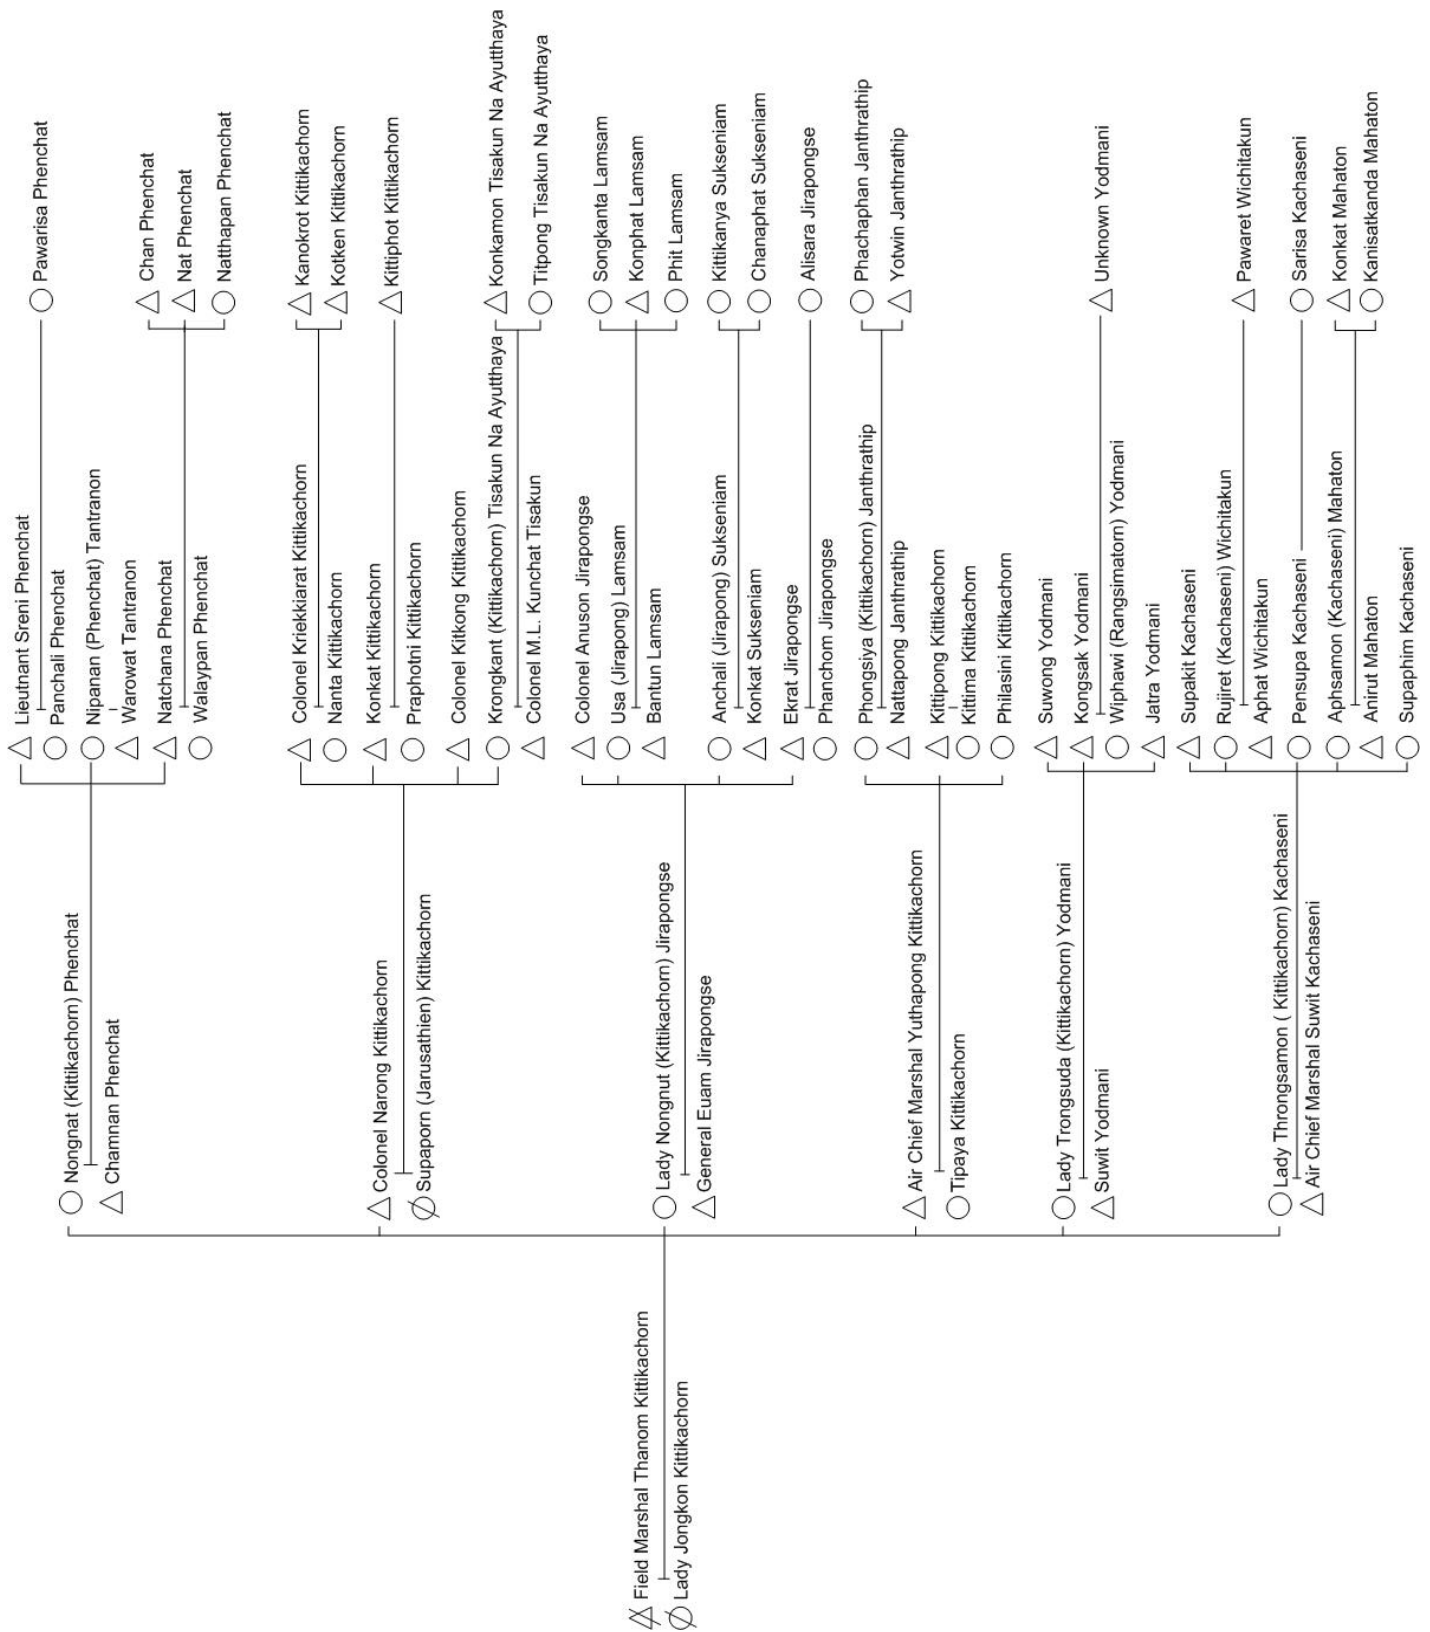 Field Marshal Thanom Kittikachorn
Lady Jongkon Kittikachorn
Nongnat (Kittikachorn) Phenchat
Chamnan Phenchat
Colonel Narong Kittikachorn
Supaporn (Jarusathien) Kittikachorn
Lady Nongnut (Kittikachorn) Jirapongse
General Euam Jirapongse
Air Chief Marshal Yuthapong Kittikachorn
Tipaya Kittikachorn
Lady Trongsuda (Kittikachorn) Yodmani
Suwit Yodmani
Lady Throngsamon ( Kittikachorn) Kachaseni
Air Chief Marshal Suwit Kachaseni
Lieutnant Sreni Phenchat
Panchali Phenchat
Nipanan (Phenchat) Tantranon
Warowat Tantranon
Natchana Phenchat
Walaypan Phenchat
Colonel Kriekkiarat Kittikachorn
Nanta Kittikachorn
Konkat Kittikachorn
Praphotni Kittikachorn
Colonel Kitkong Kittikachorn
Krongkant (Kittikachorn) Tisakun Na Ayutthaya
Colonel M.L. Kunchat Tisakun
Colonel Anuson Jirapongse
Usa (Jirapong) Lamsam
Bantun Lamsam
Anchali (Jirapong) Sukseniam
Konkat Sukseniam
Ekrat Jirapongse
Phanchom Jirapongse
Phongsiya (Kittikachorn) Janthrathip
Nattapong Janthrathip
Kittipong Kittikachorn
Kittima Kittikachorn
Philasini Kittikachorn
Suwong Yodmani
Kongsak Yodmani
Wiphawi (Rangsimatorn) Yodmani
Jatra Yodmani
Supakit Kachaseni
Rujiret (Kachaseni) Wichitakun
Aphat Wichitakun
Pensupa Kachaseni
Aphsamon (Kachaseni) Mahaton
Anirut Mahaton
Supaphim Kachaseni
Pawarisa Phenchat
Chan Phenchat
Nat Phenchat
Natthapan Phenchat
Kanokrot Kittikachorn
Kotken Kittikachorn
Kittiphot Kittikachorn
Konkamon Tisakun Na Ayutthaya
Titpong Tisakun Na Ayutthaya
Songkanta Lamsam
Konphat Lamsam
Phit Lamsam
Kittikanya Sukseniam
Chanaphat Sukseniam
Alisara Jirapongse
Phachaphan Janthrathip
Yotwin Janthrathip
Unknown Yodmani
Pawaret Wichitakun
Sarisa Kachaseni
Konkat Mahaton
Kanisatkanda Mahaton